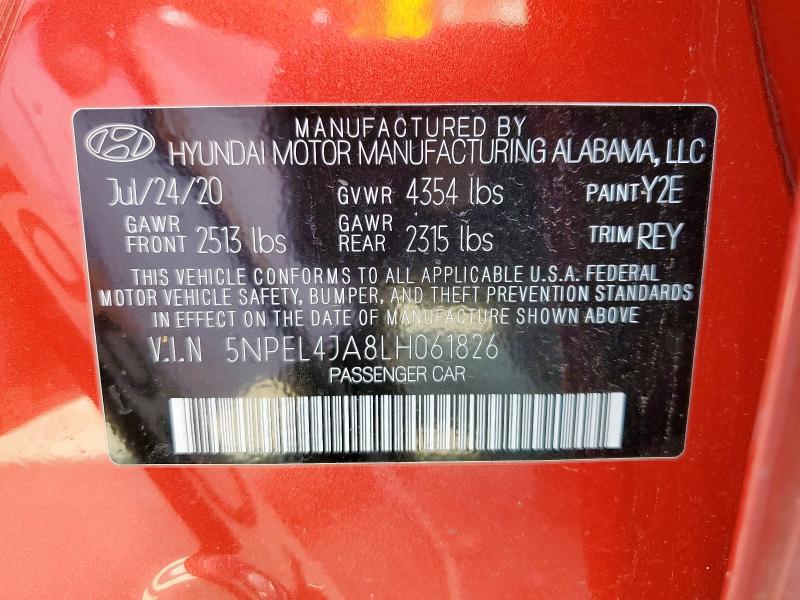 MANUFACTURED BY
HYUNDAI MOTOR MANUFACTURING ALABAMA, LLC
Jul/24/20 GVWR 4354 lbs PAINT Y2E
GAWR FRONT 2513 lbs GAWR REAR 2315 lbs TRIM REY
THIS VEHICLE CONFORMS TO ALL APPLICABLE U.S.A. FEDERAL
MOTOR VEHICLE SAFETY, BUMPER, AND THEFT PREVENTION STANDARDS
IN EFFECT ON THE DATE OF MANUFACTURE SHOWN ABOVE
V.I.N 5NPEL4JA8LH061826
PASSENGER CAR